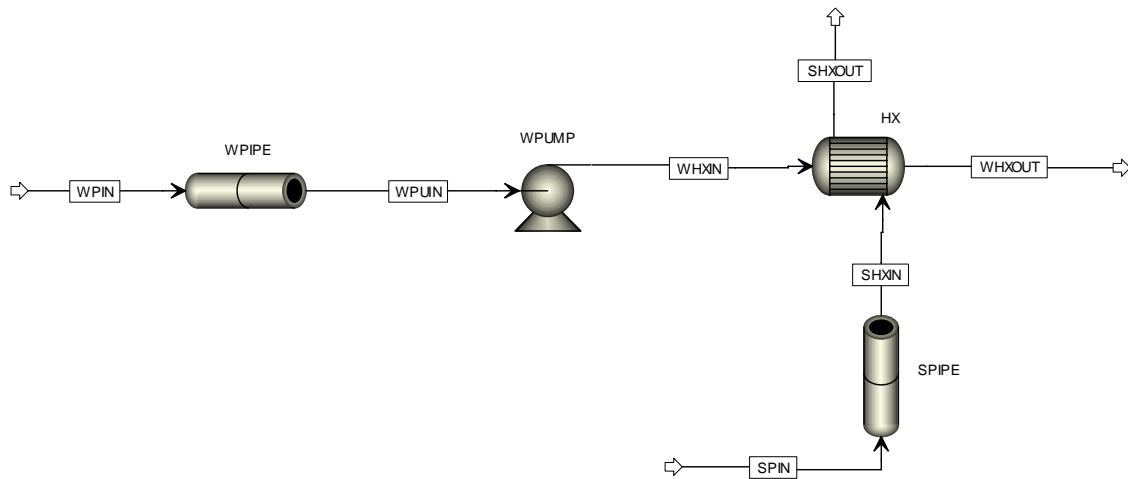 SHXOUT
HX
WPUMP
WPIPE
WHXIN
WHXOUT
WPIN
WPUIN
SHXIN
SPIPE
SPIN